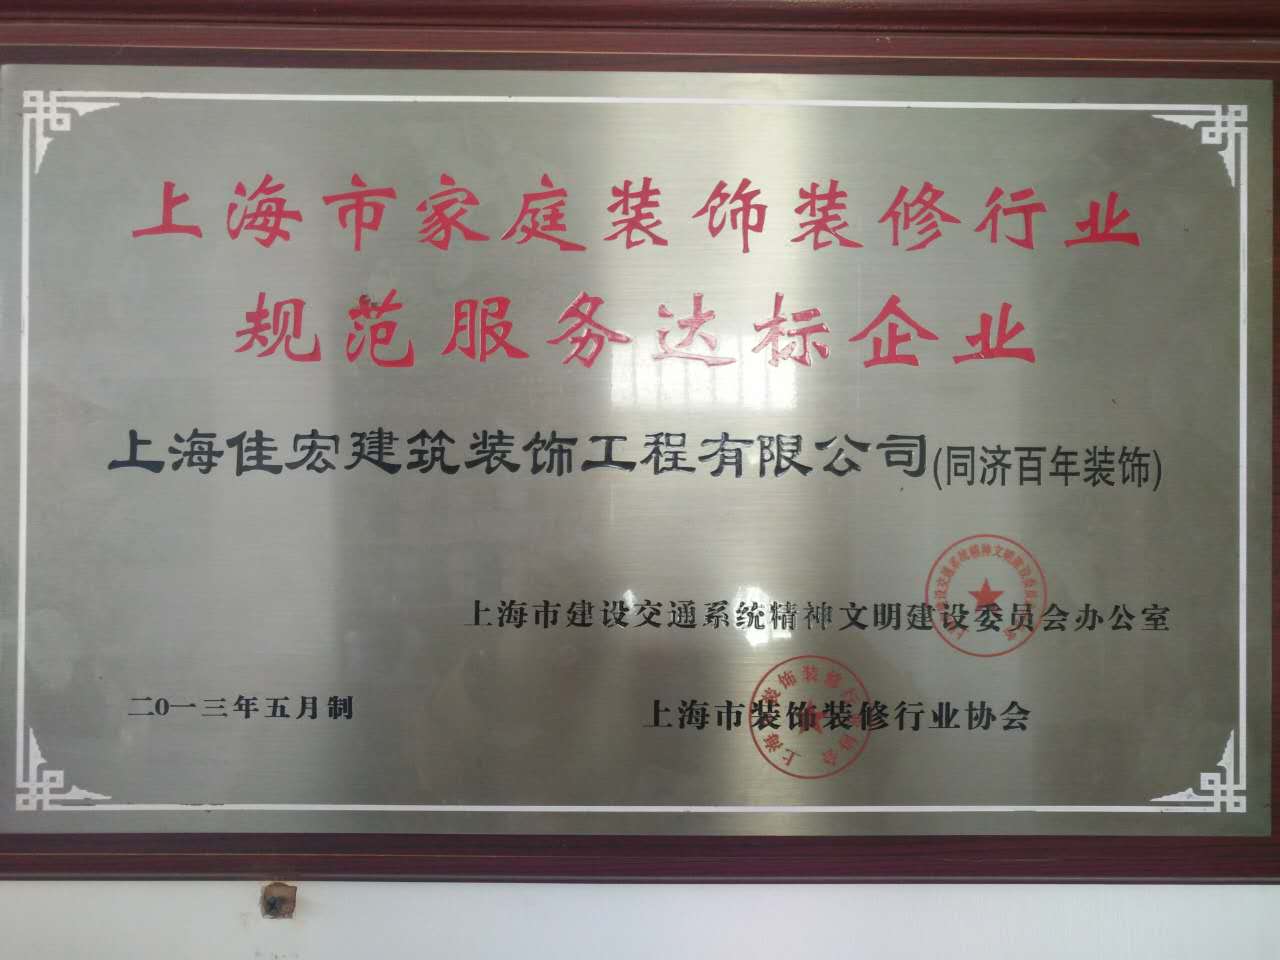 上海市家庭装饰装修行业
规范服务达标企业
上海佳宏建筑装饰工程有限公司(同济百年装饰)
上海市建设交通系统精神文明建设委员会办公室
二〇一三年五月制
上海市装饰装修行业协会